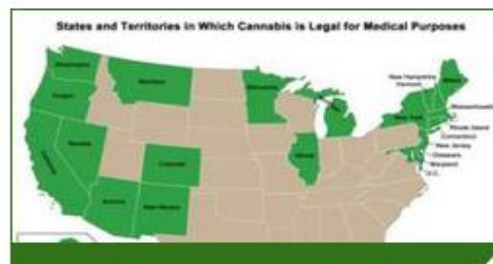 States and Territories in Which Cannabis is Legal for Medical Purposes
Washington
Montana
Minnesota
Maine
New Hampshire
Vermont
Oregon
Massachusetts
New York
Rhode Island
Connecticut
Nevada
Illinois
New Jersey
Colorado
Delaware
Maryland
California
D.C.
Arizona
New Mexico